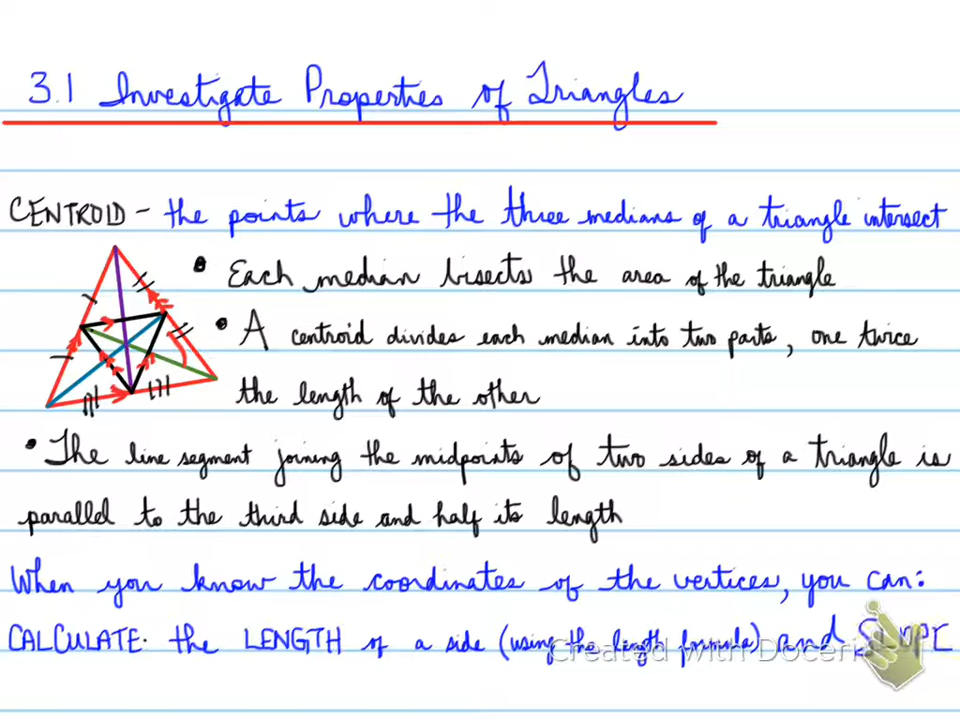 3.1 Investigate Properties of Triangles
CENTROID - the points where the three medians of a triangle intersect
• Each median bisects the area of the triangle
• A centroid divides each median into two parts, one twice
the length of the other
• The line segment joining the midpoints of two sides of a triangle is
parallel to the third side and half its length
When you know the coordinates of the vertices, you can:
CALCULATE · the LENGTH of a side (using the length formula) and SLOPE
Created with Doceri